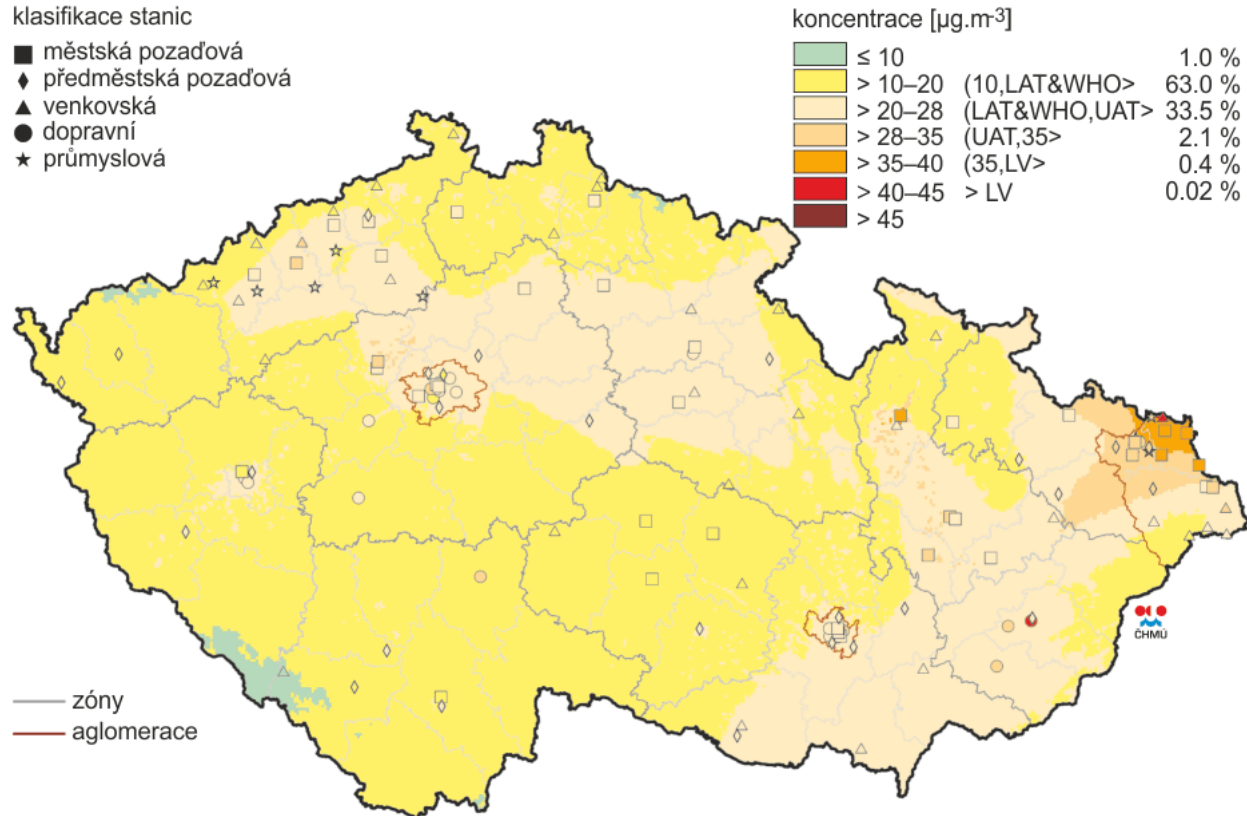 klasifikace stanic
městská pozaďová
předměstská pozaďová
venkovská
dopravní
průmyslová
koncentrace [µg.m⁻³]
≤ 10 1.0 %
> 10–20 (10,LAT&WHO> 63.0 %
> 20–28 (LAT&WHO,UAT> 33.5 %
> 28–35 (UAT,35> 2.1 %
> 35–40 (35,LV> 0.4 %
> 40–45 > LV 0.02 %
> 45
ČHMÚ
zóny
aglomerace